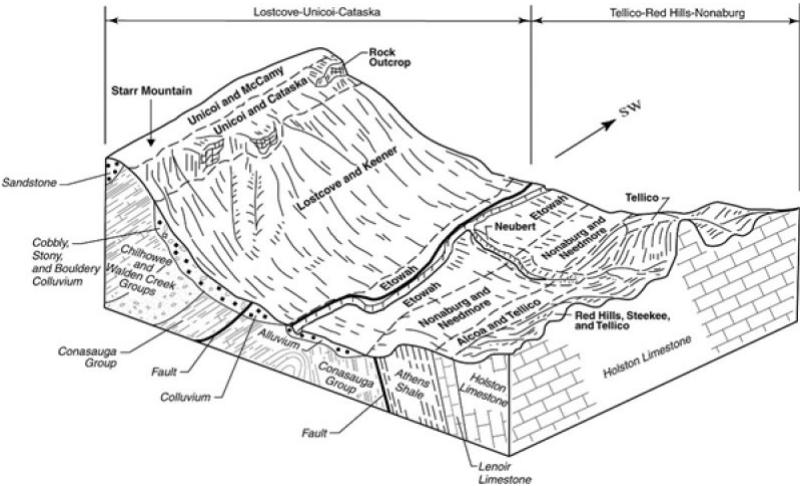 Lostcove-Unicoi-Cataska
Tellico-Red Hills-Nonaburg
Rock
Outcrop
Starr Mountain
Unicoi and McCamy
Unicoi and Cataska
SW
Sandstone
Lostcove and Keener
Tellico
Etowah
Neubert
Nonaburg and
Needmore
Cobbly,
Stony,
and Bouldery
Colluvium
Chilhowee
and
Walden Creek
Groups
Etowah
Etowah
Nonaburg and
Needmore
Alcoa and Tellico
Red Hills, Steekee,
and Tellico
Alluvium
Conasauga
Group
Fault
Colluvium
Conasauga
Group
Athens
Shale
Holston
Limestone
Holston Limestone
Fault
Lenoir
Limestone